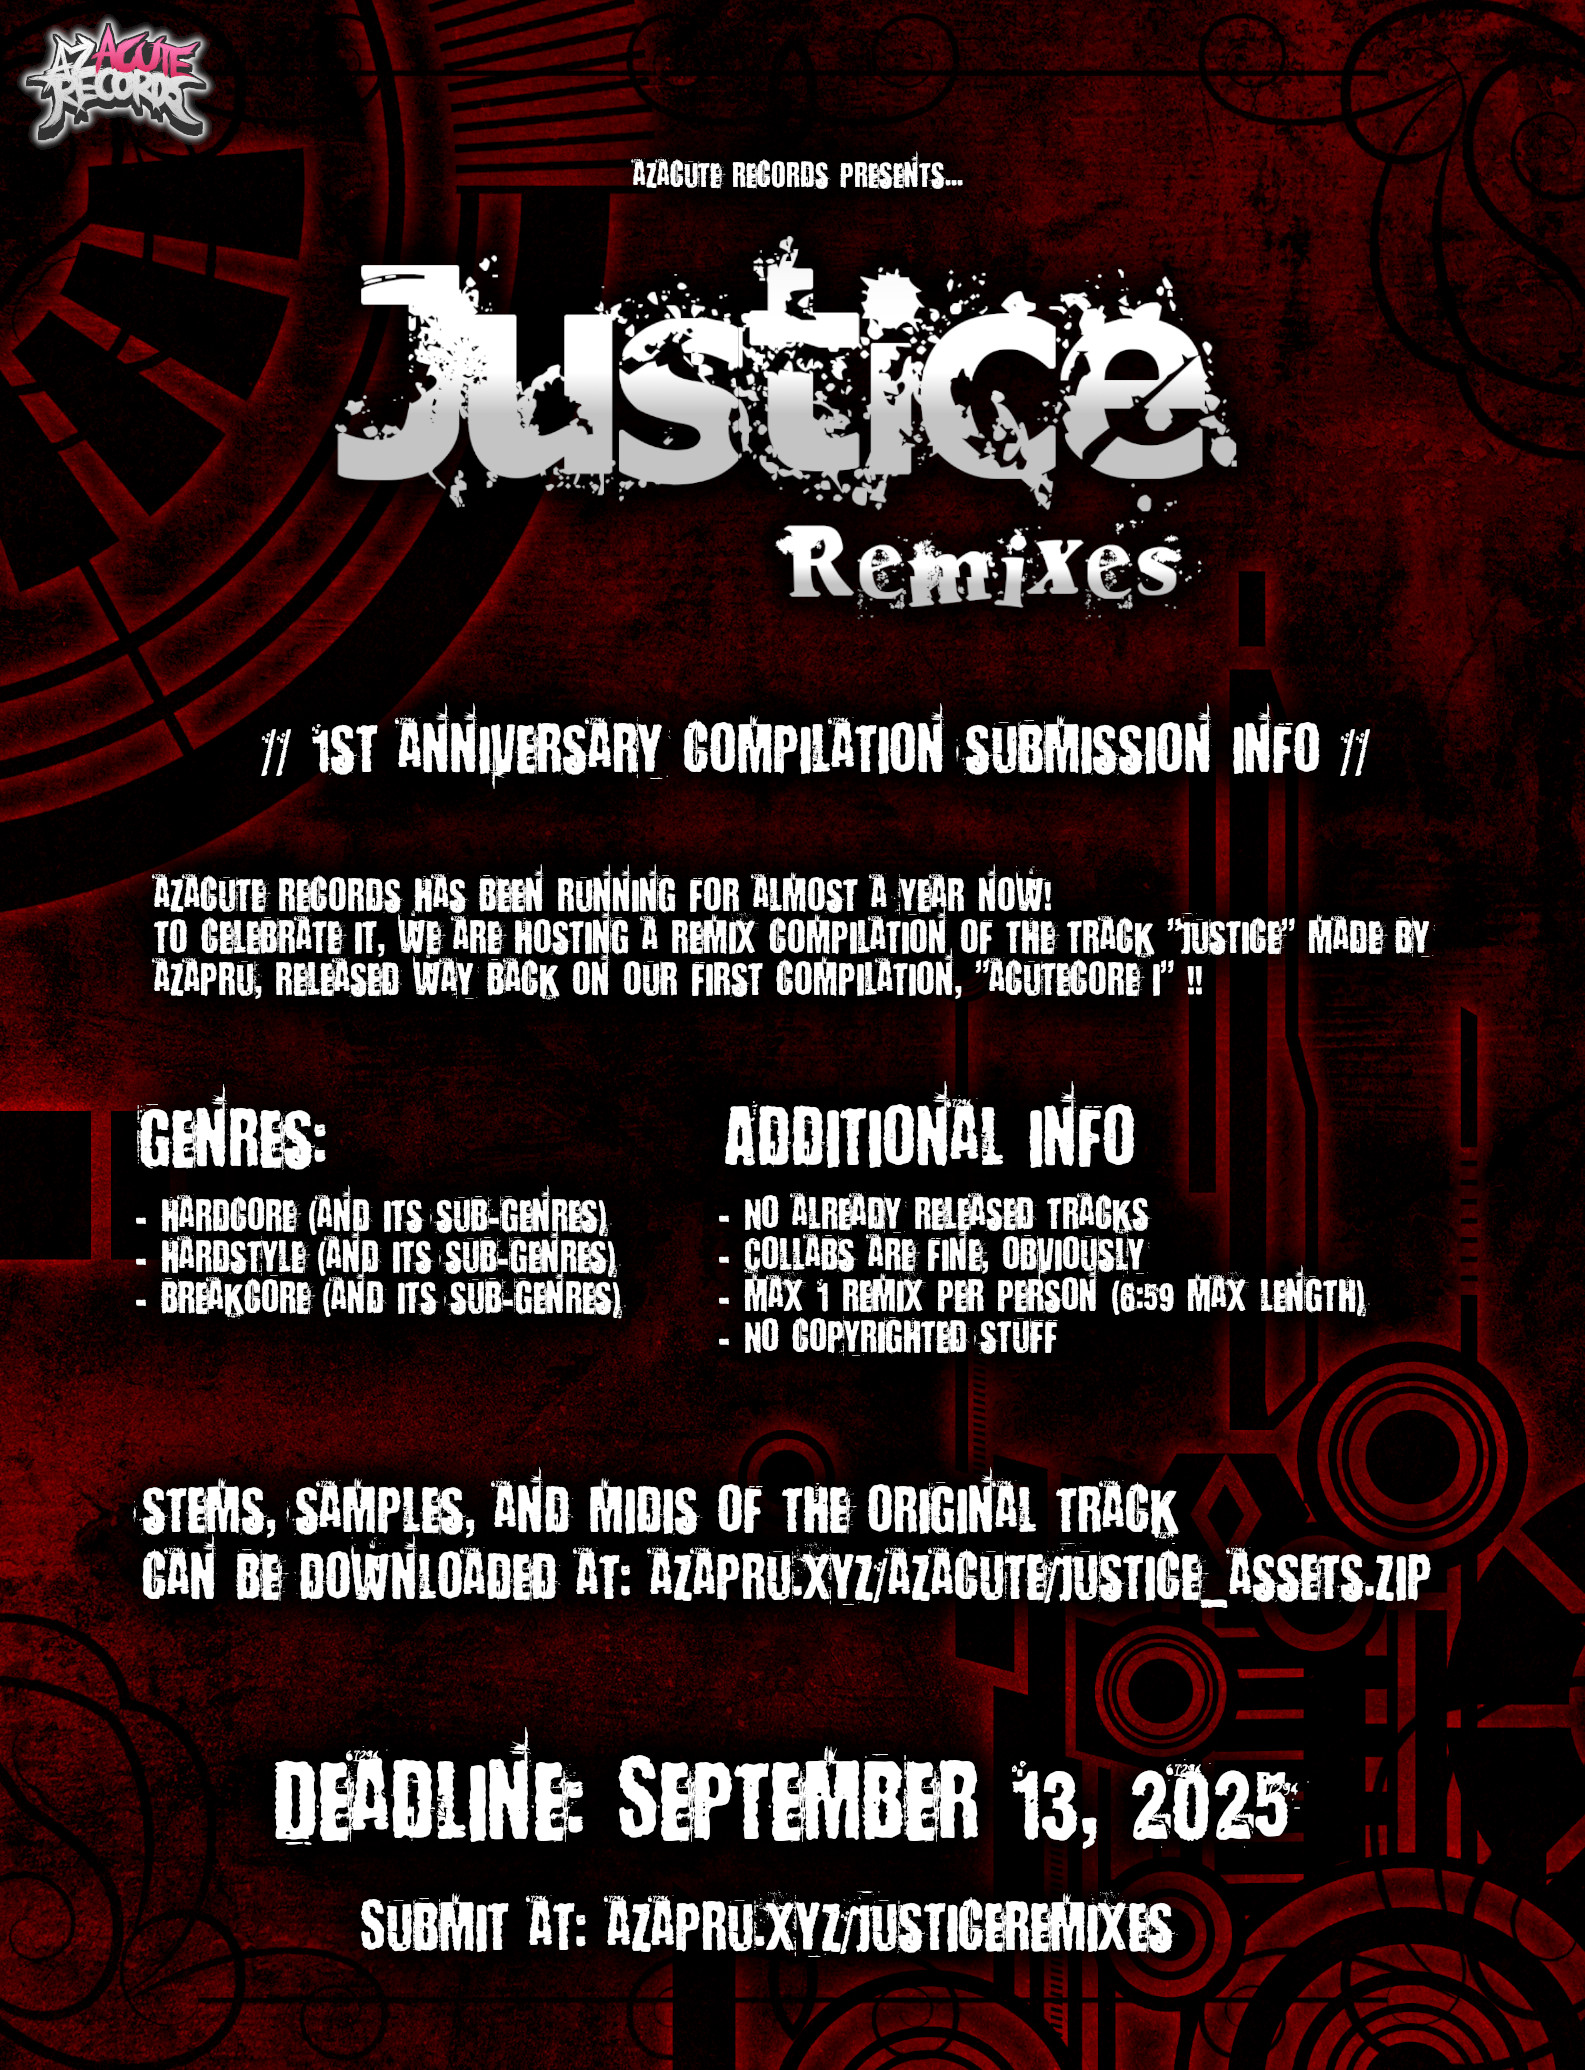 AZACUTE
RECORDS
AZACUTE RECORDS PRESENTS...
Justice
Remixes
// 1ST ANNIVERSARY COMPILATION SUBMISSION INFO //
AZACUTE RECORDS HAS BEEN RUNNING FOR ALMOST A YEAR NOW!
TO CELEBRATE IT, WE ARE HOSTING A REMIX COMPILATION OF THE TRACK "JUSTICE" MADE BY
AZAPRU, RELEASED WAY BACK ON OUR FIRST COMPILATION, "ACUTECORE I" !!
GENRES:
- HARDCORE (AND ITS SUB-GENRES)
- HARDSTYLE (AND ITS SUB-GENRES)
- BREAKCORE (AND ITS SUB-GENRES)
ADDITIONAL INFO
- NO ALREADY RELEASED TRACKS
- COLLABS ARE FINE, OBVIOUSLY
- MAX 1 REMIX PER PERSON (6:59 MAX LENGTH)
- NO COPYRIGHTED STUFF
STEMS, SAMPLES, AND MIDIS OF THE ORIGINAL TRACK
CAN BE DOWNLOADED AT: AZAPRU.XYZ/AZACUTE/JUSTICE_ASSETS.ZIP
DEADLINE: SEPTEMBER 13, 2025
SUBMIT AT: AZAPRU.XYZ/JUSTICEREMIXES